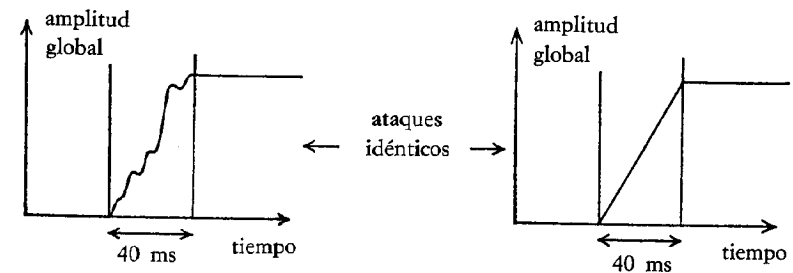 amplitud
global
40 ms
tiempo
ataques
idénticos
amplitud
global
40 ms
tiempo